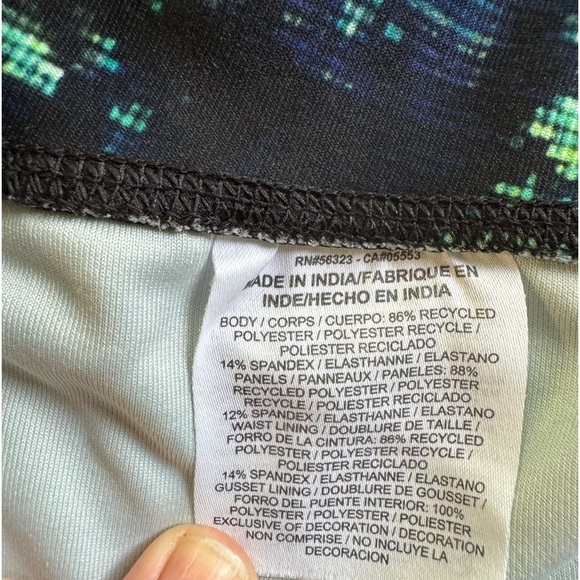 RN#56323 - CA#05553
MADE IN INDIA/FABRIQUE EN
INDE/HECHO EN INDIA
BODY / CORPS / CUERPO: 86% RECYCLED
POLYESTER / POLYESTER RECYCLE /
POLIESTER RECICLADO
14% SPANDEX / ELASTHANNE / ELASTANO
PANELS / PANNEAUX / PANELES: 88%
RECYCLED POLYESTER / POLYESTER
RECYCLE / POLIESTER RECICLADO
12% SPANDEX / ELASTHANNE / ELASTANO
WAIST LINING / DOUBLURE DE TAILLE /
FORRO DE LA CINTURA: 86% RECYCLED
POLYESTER / POLYESTER RECYCLE /
POLIESTER RECICLADO
14% SPANDEX / ELASTHANNE / ELASTANO
GUSSET LINING / DOUBLURE DE GOUSSET /
FORRO DEL PUENTE INTERIOR: 100%
POLYESTER / POLYESTER / POLIESTER
EXCLUSIVE OF DECORATION / DECORATION
NON COMPRISE / NO INCLUYE LA
DECORACION